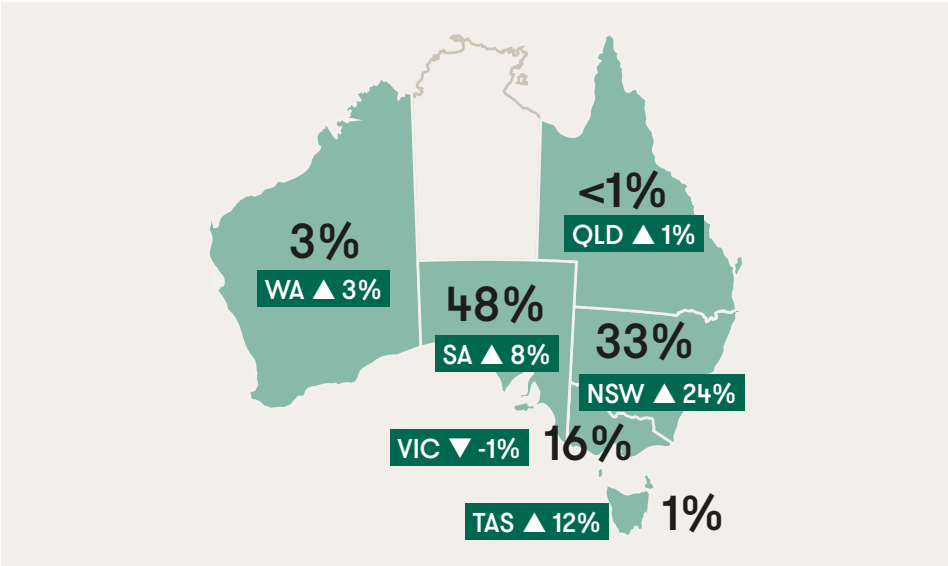 <1%
QLD ▲ 1%
3%
WA ▲ 3%
48%
SA ▲ 8%
33%
NSW ▲ 24%
16%
VIC ▼ -1%
1%
TAS ▲ 12%